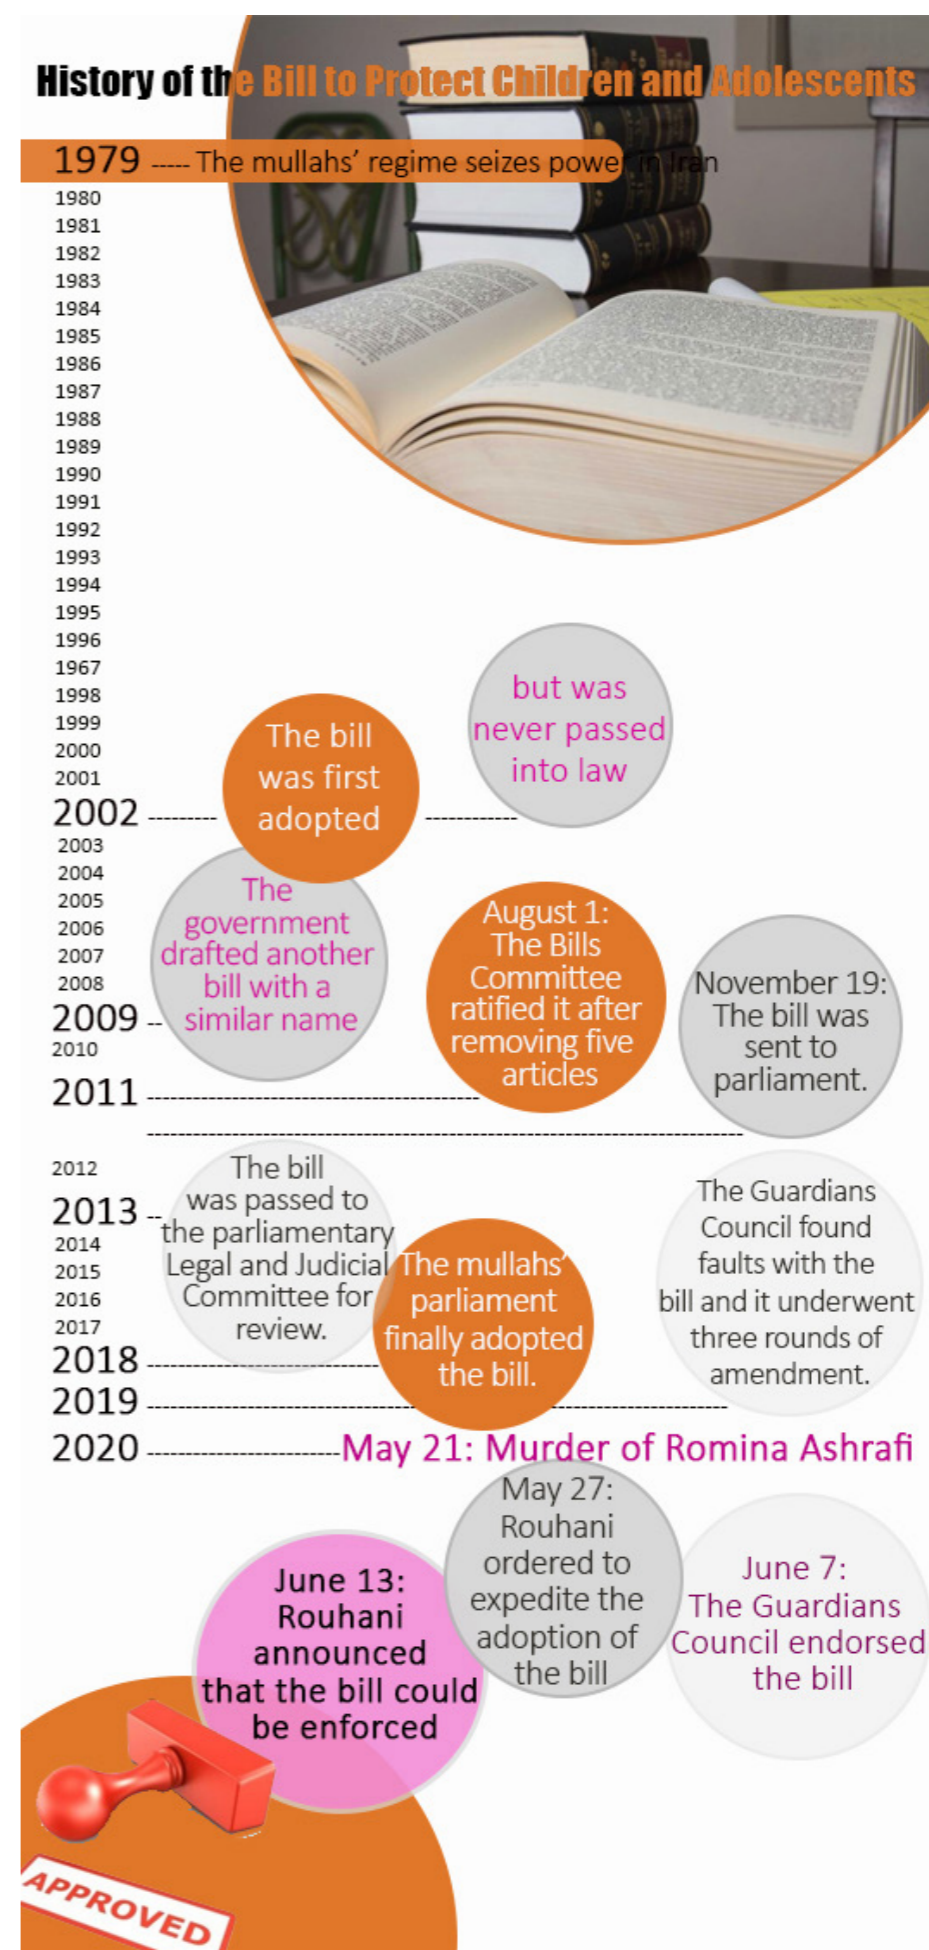 History of the Bill to Protect Children and Adolescents
1979 ----- The mullahs' regime seizes power in Iran
1980
1981
1982
1983
1984
1985
1986
1987
1988
1989
1990
1991
1992
1993
1994
1995
1996
1967
1998
1999
2000
2001
2002
The bill
was first
adopted
but was
never passed
into law
2003
2004
2005
2006
2007
2008
2009
The
government
drafted another
bill with a
similar name
2010
2011
August 1:
The Bills
Committee
ratified it after
removing five
articles
November 19:
The bill was
sent to
parliament.
2012
2013
The bill
was passed to
the parliamentary
Legal and Judicial
Committee for
review.
2014
2015
2016
2017
2018
The mullahs'
parliament
finally adopted
the bill.
2019
The Guardians
Council found
faults with the
bill and it underwent
three rounds of
amendment.
2020 -------------------- May 21: Murder of Romina Ashrafi
May 27:
Rouhani
ordered to
expedite the
adoption of
the bill
June 7:
The Guardians
Council endorsed
the bill
June 13:
Rouhani
announced
that the bill could
be enforced
APPROVED